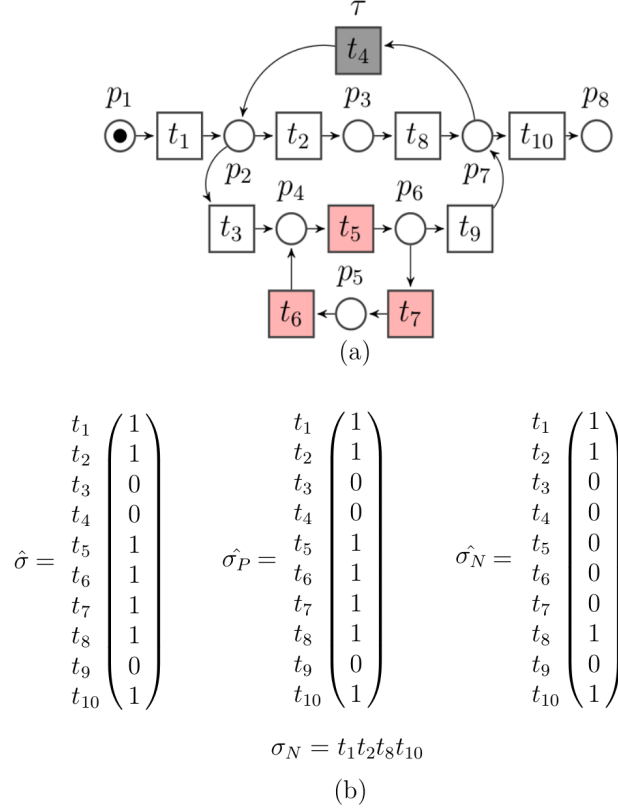 τ
t₄
p₁ p₃ p₈
t₁ t₂ t₈ t₁₀
p₂ p₄ p₆ p₇
t₃ t₅ t₉
p₅
t₆ t₇
(a)
t₁ 1 t₁ 1 t₁ 1
t₂ 1 t₂ 1 t₂ 1
t₃ 0 t₃ 0 t₃ 0
t₄ 0 t₄ 0 t₄ 0
σ̂ = t₅ 1 σ̂_P = t₅ 1 σ̂_N = t₅ 0
t₆ 1 t₆ 1 t₆ 0
t₇ 1 t₇ 1 t₇ 0
t₈ 1 t₈ 1 t₈ 1
t₉ 0 t₉ 0 t₉ 0
t₁₀ 1 t₁₀ 1 t₁₀ 1
σ_N = t₁t₂t₈t₁₀
(b)